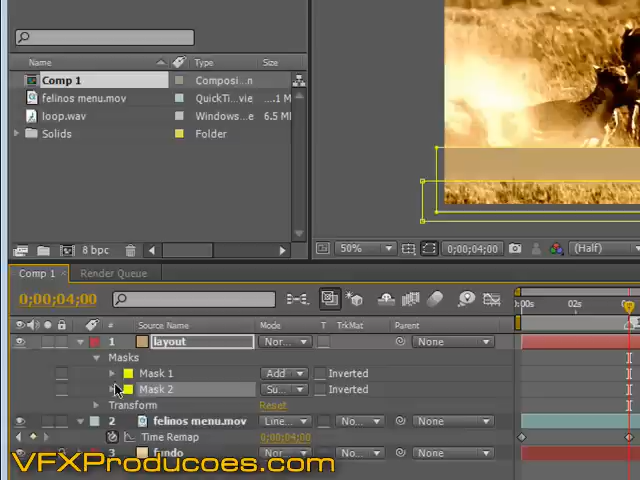 Name Type Size
Comp 1 Composi...n
felinos menu.mov QuickTi...vie ....1 M
loop.wav Windows...e 6.5 M
Solids Folder
8 bpc 50% 0;00;04;00 (Half)
Comp 1 Render Queue
0;00;04;00 0:00s 02s
# Source Name Mode T TrkMat Parent
1 layout Nor... None
Masks
Mask 1 Add Inverted
Mask 2 Su... Inverted
Transform Reset
2 felinos menu.mov Line... No... None
Time Remap 0;00;04;00
3 fundo No... None
VFXProducoes.com